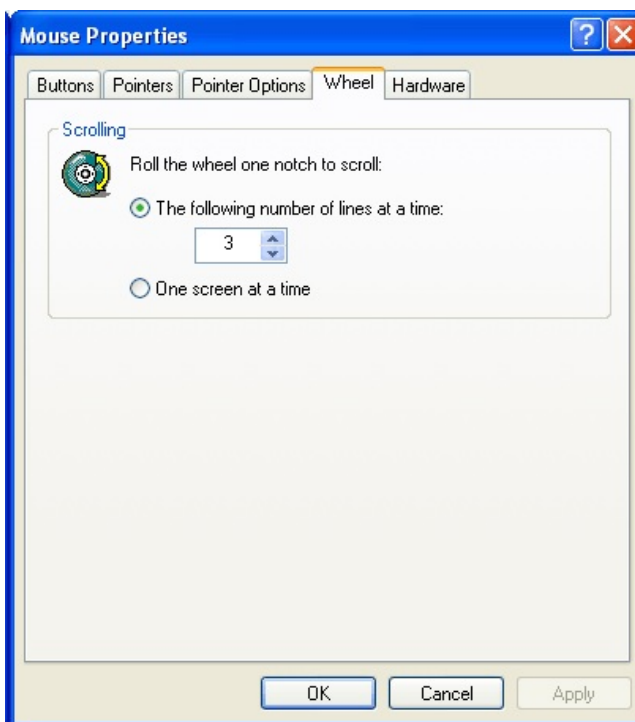 Mouse Properties
?
Buttons Pointers Pointer Options Wheel Hardware
Scrolling
Roll the wheel one notch to scroll:
The following number of lines at a time:
3
One screen at a time
OK Cancel Apply